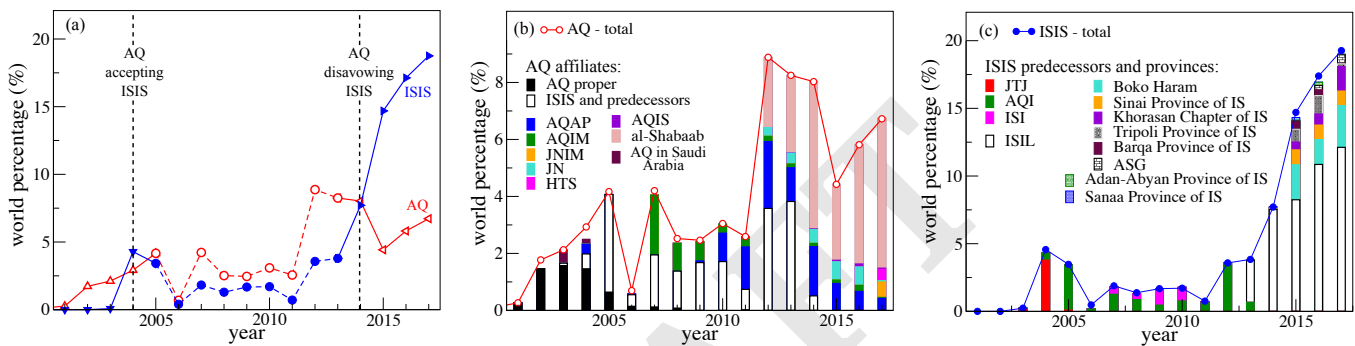 (a)
20
15
10
5
0
world percentage (%)
AQ
accepting
ISIS
AQ
disavowing
ISIS
ISIS
AQ
2005
2010
2015
year
(b)
AQ - total
8
6
4
2
0
world percentage (%)
AQ affiliates:
AQ proper
ISIS and predecessors
AQAP
AQIM
JNIM
JN
HTS
AQIS
al-Shabaab
AQ in Saudi
Arabia
2005
2010
2015
year
(c)
ISIS - total
20
15
10
5
0
world percentage (%)
ISIS predecessors and provinces:
JTJ
AQI
ISI
ISIL
Boko Haram
Sinai Province of IS
Khorasan Chapter of IS
Tripoli Province of IS
Barqa Province of IS
ASG
Adan-Abyan Province of IS
Sanaa Province of IS
2005
2010
2015
year